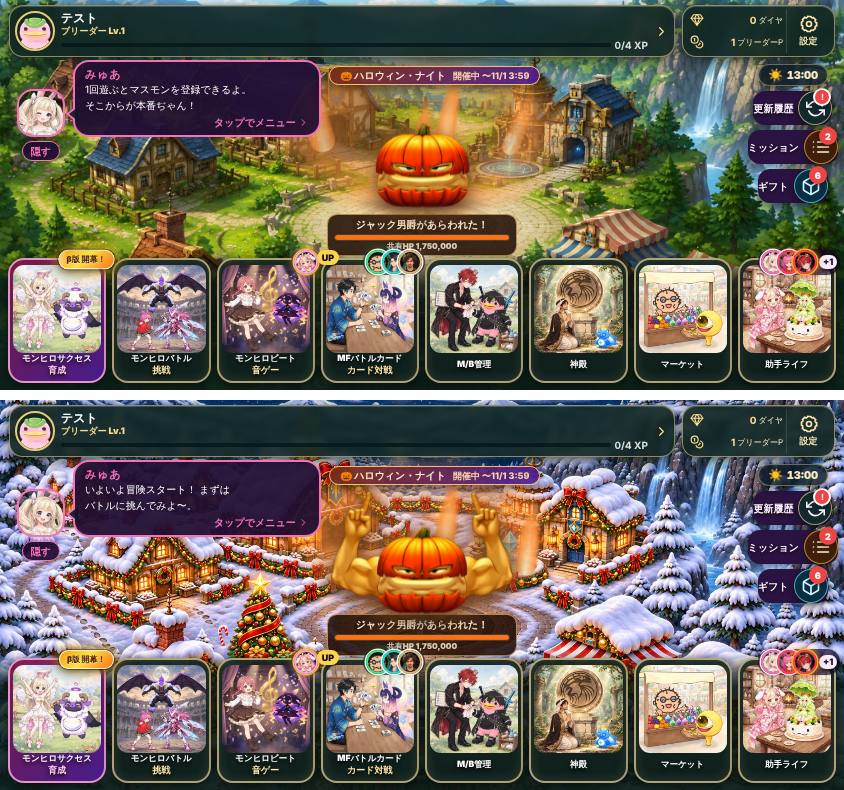 テスト
ブリーダー Lv.1
0/4 XP
0 ダイヤ
1 ブリーダーP
設定
みゅあ
1回遊ぶとマスモンを登録できるよ。
そこからが本番ぢゃん！
タップでメニュー
隠す
ハロウィン・ナイト 開催中 〜11/1 3:59
13:00
更新履歴
!
ミッション
2
ギフト
6
ジャック男爵があらわれた！
共有HP 1,750,000
β版 開幕！
UP
+1
モンヒロサクセス
育成
モンヒロバトル
挑戦
モンヒロビート
音ゲー
MFバトルカード
カード対戦
M/B管理
神殿
マーケット
助手ライフ
テスト
ブリーダー Lv.1
0/4 XP
0 ダイヤ
1 ブリーダーP
設定
みゅあ
いよいよ冒険スタート！ まずは
バトルに挑んでみよ〜。
タップでメニュー
隠す
ハロウィン・ナイト 開催中 〜11/1 3:59
13:00
更新履歴
!
ミッション
2
ギフト
6
ジャック男爵があらわれた！
共有HP 1,750,000
β版 開幕！
UP
+1
モンヒロサクセス
育成
モンヒロバトル
挑戦
モンヒロビート
音ゲー
MFバトルカード
カード対戦
M/B管理
神殿
マーケット
助手ライフ